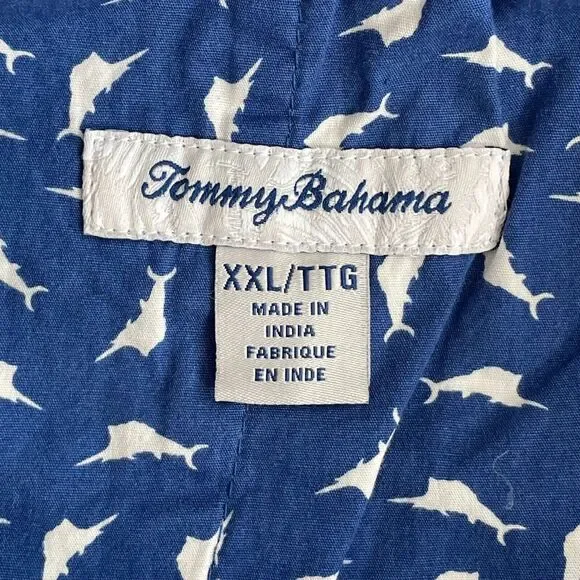 Tommy Bahama
XXL/TTG
MADE IN
INDIA
FABRIQUE
EN INDE